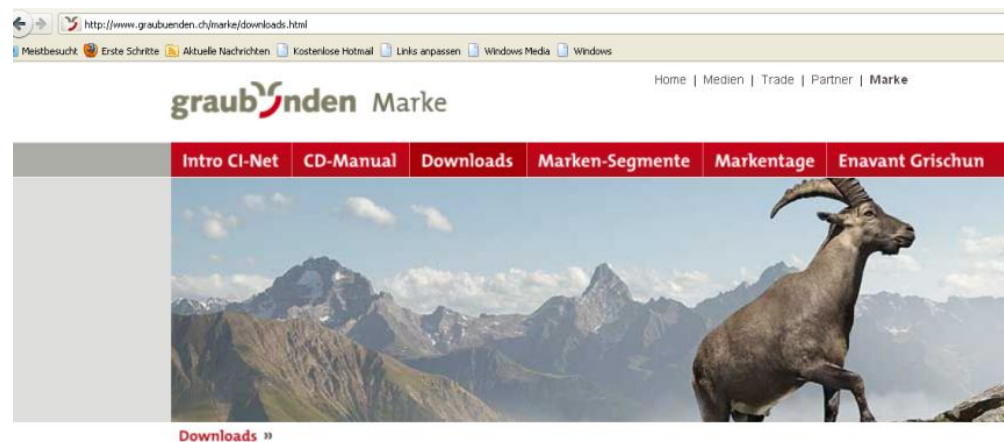 http://www.graubuenden.ch/marke/downloads.html
Meistbesucht Erste Schritte Aktuelle Nachrichten Kostenlose Hotmail Links anpassen Windows Media Windows
Home | Medien | Trade | Partner | Marke
graubünden Marke
Intro CI-Net CD-Manual Downloads Marken-Segmente Markentage Enavant Grischun
Downloads »